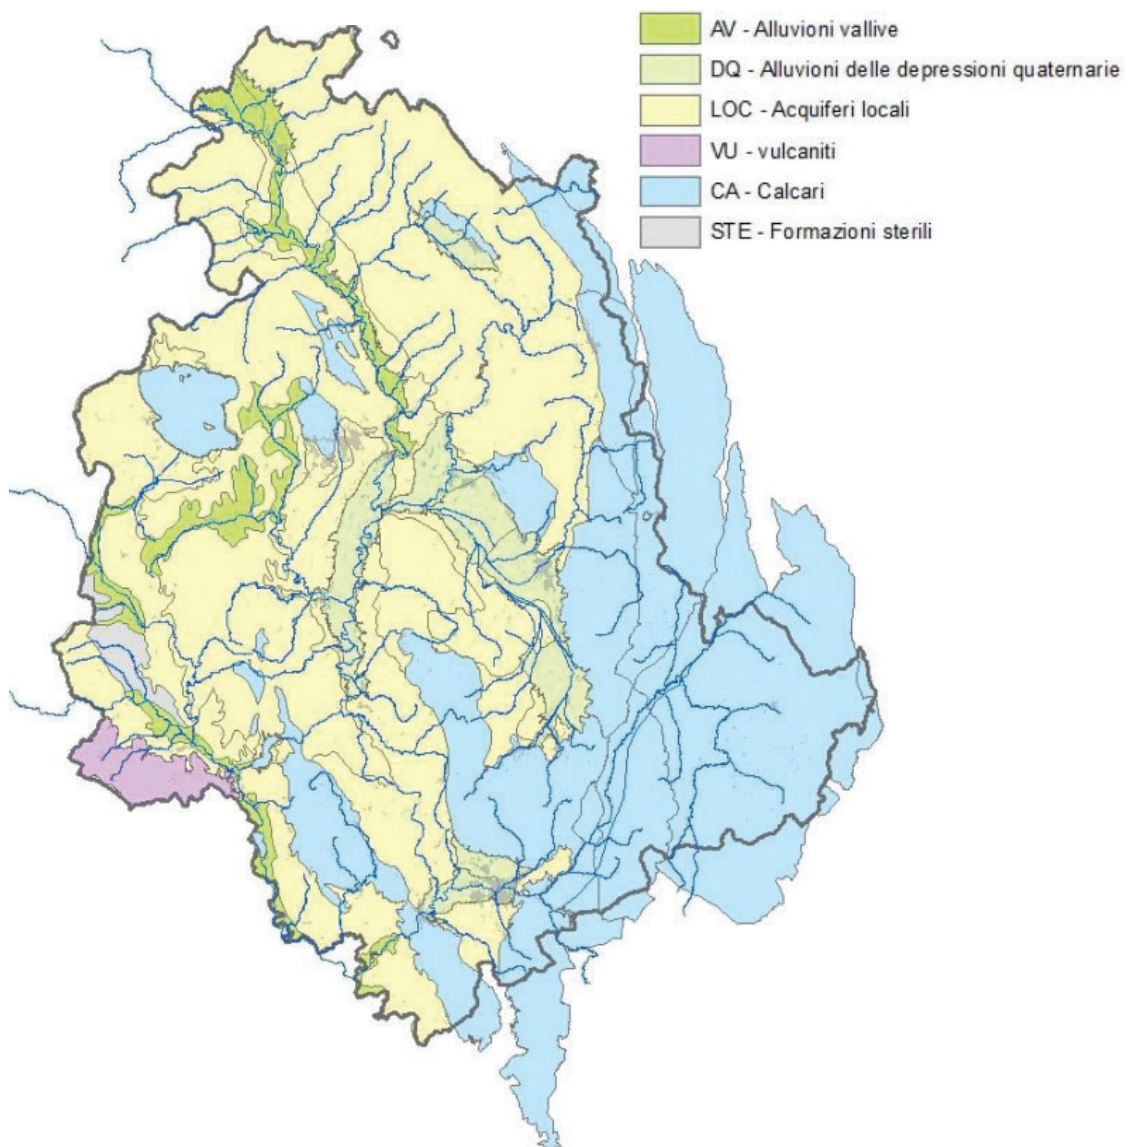 AV - Alluvioni vallive
DQ - Alluvioni delle depressioni quaternarie
LOC - Acquiferi locali
VU - vulcaniti
CA - Calcari
STE - Formazioni sterili